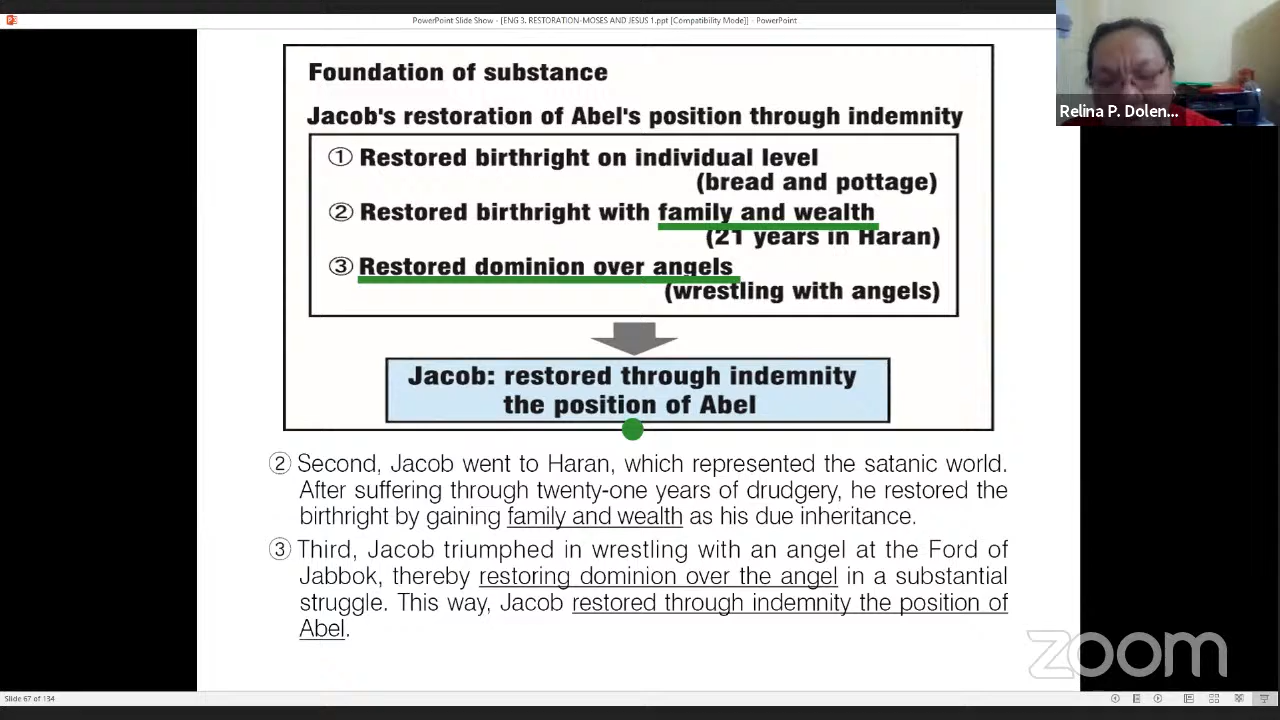 PowerPoint Slide Show - [ENG 3. RESTORATION-MOSES AND JESUS 1.ppt [Compatibility Mode]] - PowerPoint
Foundation of substance
Jacob's restoration of Abel's position through indemnity
① Restored birthright on individual level
(bread and pottage)
② Restored birthright with family and wealth
(21 years in Haran)
③ Restored dominion over angels
(wrestling with angels)
Jacob: restored through indemnity
the position of Abel
② Second, Jacob went to Haran, which represented the satanic world.
After suffering through twenty-one years of drudgery, he restored the
birthright by gaining family and wealth as his due inheritance.
③ Third, Jacob triumphed in wrestling with an angel at the Ford of
Jabbok, thereby restoring dominion over the angel in a substantial
struggle. This way, Jacob restored through indemnity the position of
Abel.
Relina P. Dolen...
zoom
Slide 67 of 134